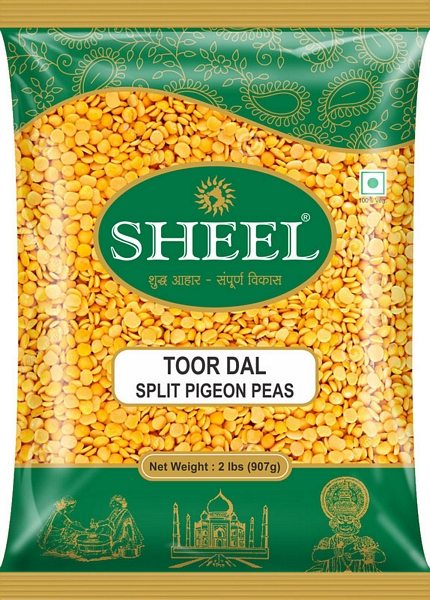 SHEEL®
शुद्ध आहार - संपूर्ण विकास
TOOR DAL
SPLIT PIGEON PEAS
Net Weight : 2 lbs (907g)